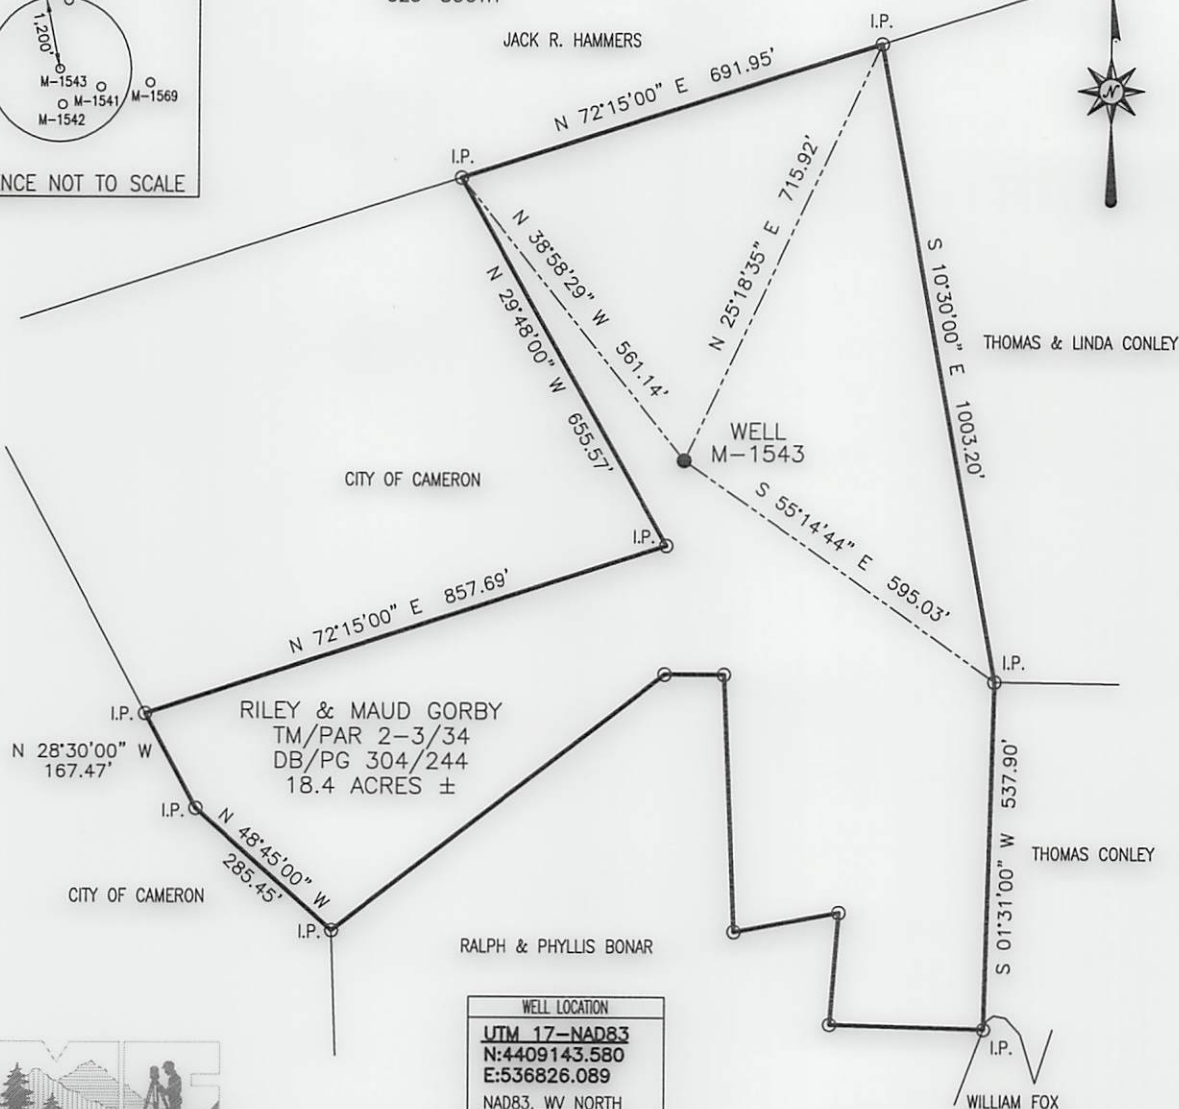 JACK R. HAMMERS
I.P.
1,200'
M-1543
M-1541
M-1569
M-1542
N
N 72°15'00" E 691.95'
I.P.
NCE NOT TO SCALE
N 38°58'29" W 561.14'
N 25°18'35" E 715.92'
N 29°48'00" W 655.57'
S 10°30'00" E 1003.20'
THOMAS & LINDA CONLEY
WELL
M-1543
CITY OF CAMERON
S 55°14'44" E 595.03'
I.P.
N 72°15'00" E 857.69'
I.P.
I.P.
RILEY & MAUD GORBY
TM/PAR 2-3/34
DB/PG 304/244
18.4 ACRES ±
N 28°30'00" W
167.47'
I.P.
N 48°45'00" W
285.45'
S 01°31'00" W 537.90'
THOMAS CONLEY
CITY OF CAMERON
I.P.
RALPH & PHYLLIS BONAR
WELL LOCATION
UTM 17-NAD83
N:4409143.580
E:536826.089
NAD83, WV NORTH
I.P.
WILLIAM FOX